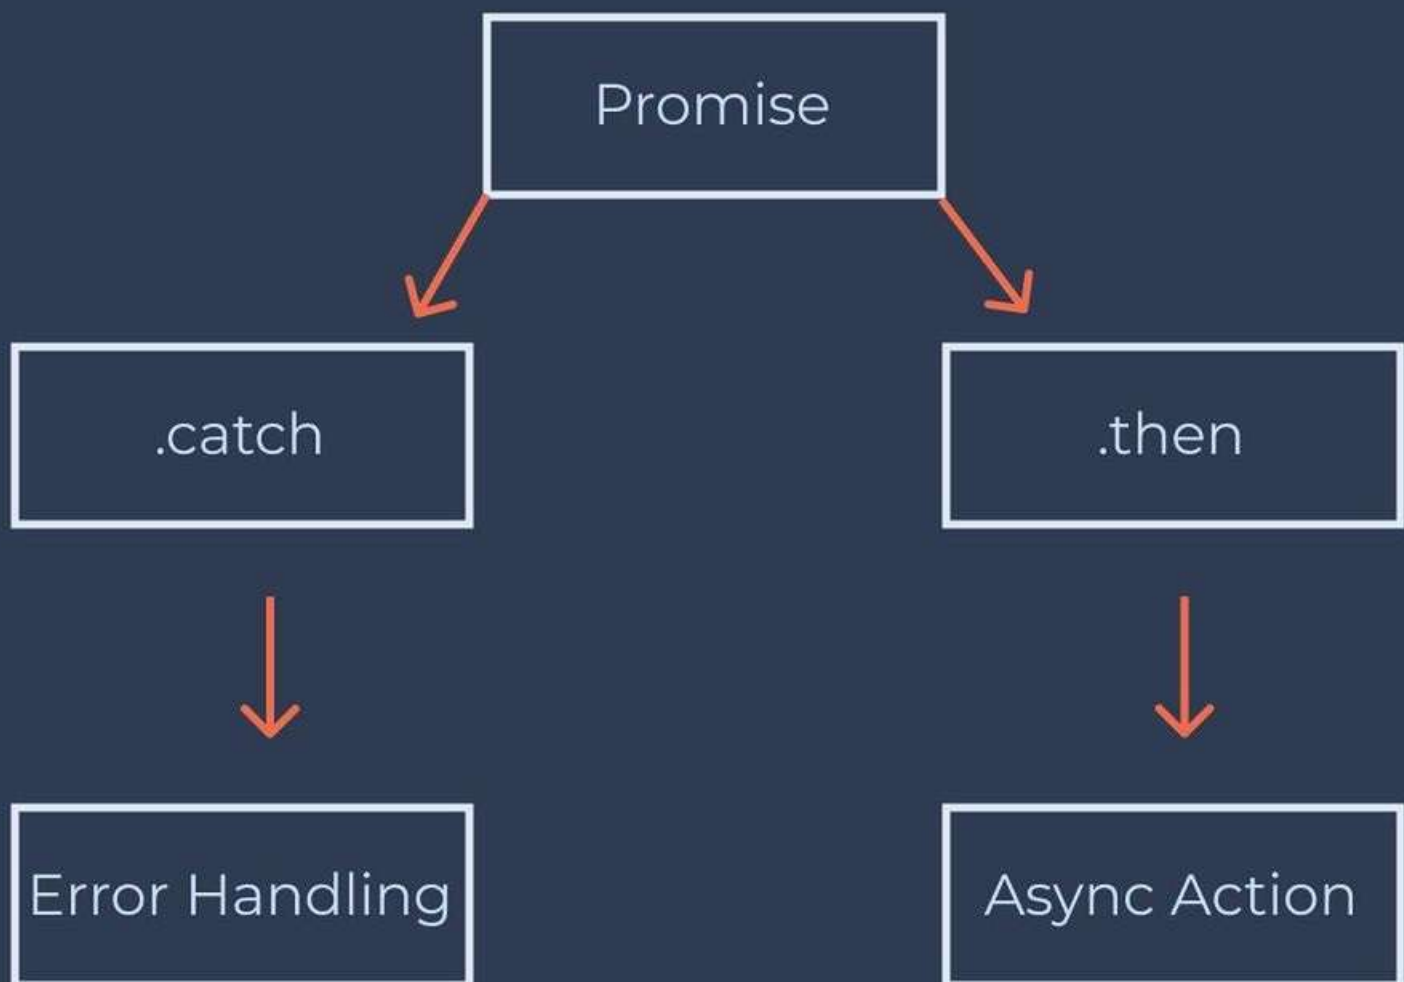 Promise
.catch
.then
Error Handling
Async Action